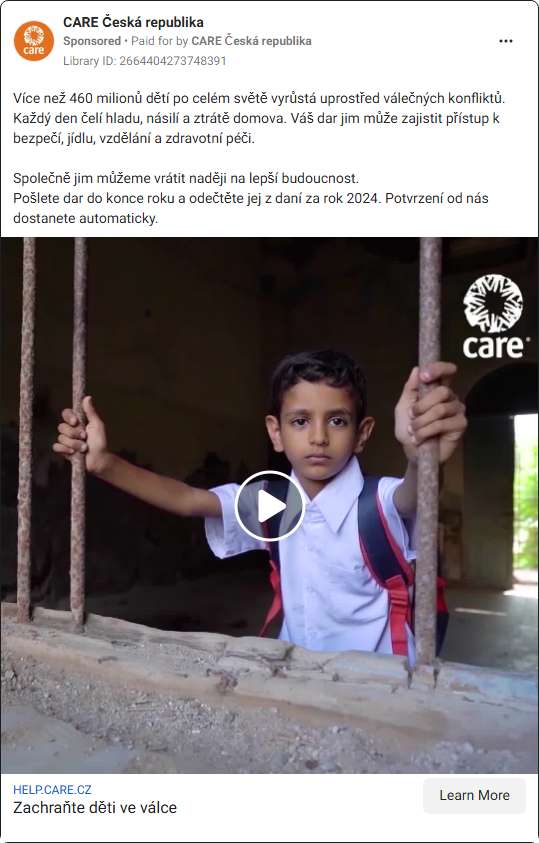 CARE Česká republika
Sponsored • Paid for by CARE Česká republika
Library ID: 2664404273748391
care
Více než 460 milionů dětí po celém světě vyrůstá uprostřed válečných konfliktů.
Každý den čelí hladu, násilí a ztrátě domova. Váš dar jim může zajistit přístup k
bezpečí, jídlu, vzdělání a zdravotní péči.
Společně jim můžeme vrátit naději na lepší budoucnost.
Pošlete dar do konce roku a odečtěte jej z daní za rok 2024. Potvrzení od nás
dostanete automaticky.
care®
HELP.CARE.CZ
Zachraňte děti ve válce
Learn More